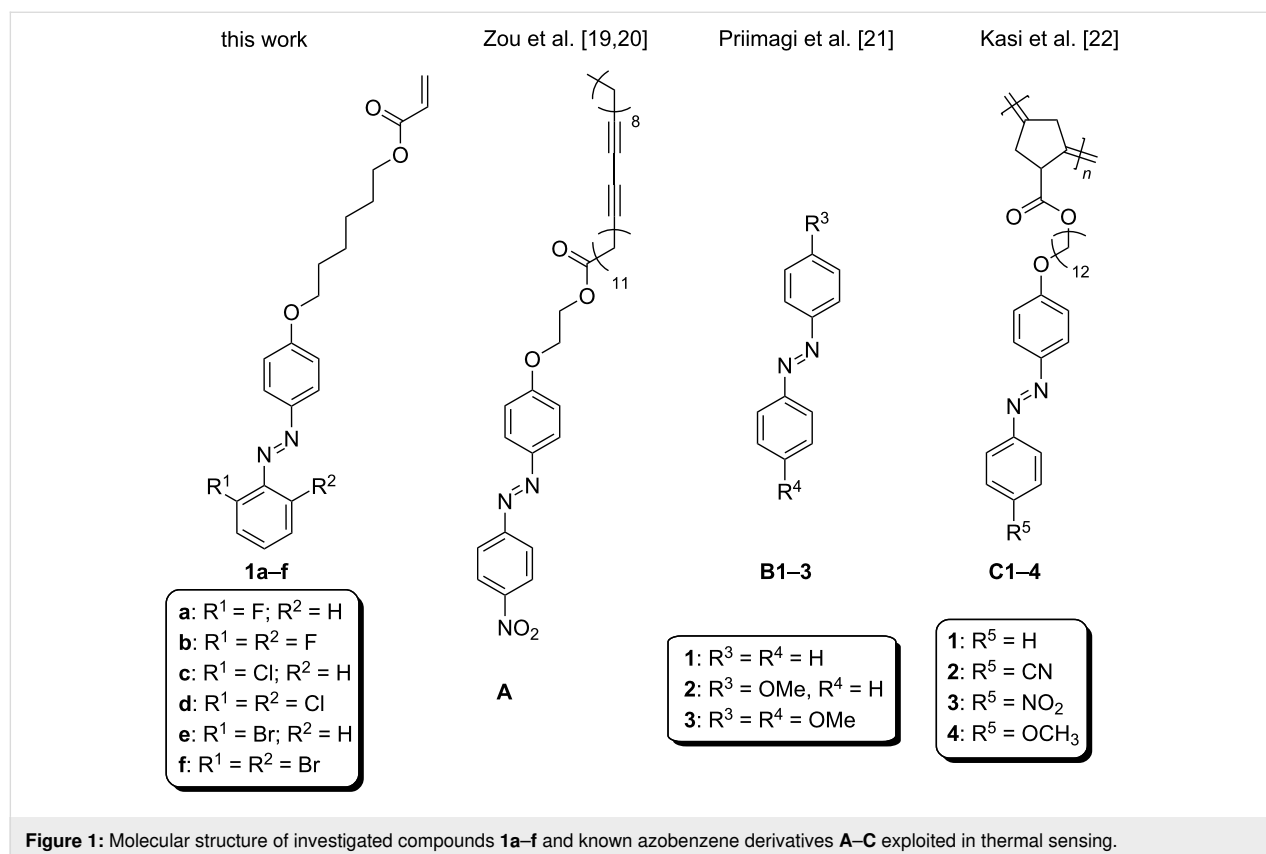 this work
Zou et al. [19,20]
Priimagi et al. [21]
Kasi et al. [22]
O
O
O
N
N
R¹
R²
1a–f
a: R¹ = F; R² = H
b: R¹ = R² = F
c: R¹ = Cl; R² = H
d: R¹ = R² = Cl
e: R¹ = Br; R² = H
f: R¹ = R² = Br
8
O
11
O
O
N
N
NO₂
A
R³
N
N
R⁴
B1–3
1: R³ = R⁴ = H
2: R³ = OMe, R⁴ = H
3: R³ = R⁴ = OMe
n
O
O
12
O
N
N
R⁵
C1–4
1: R⁵ = H
2: R⁵ = CN
3: R⁵ = NO₂
4: R⁵ = OCH₃
Figure 1: Molecular structure of investigated compounds 1a–f and known azobenzene derivatives A–C exploited in thermal sensing.